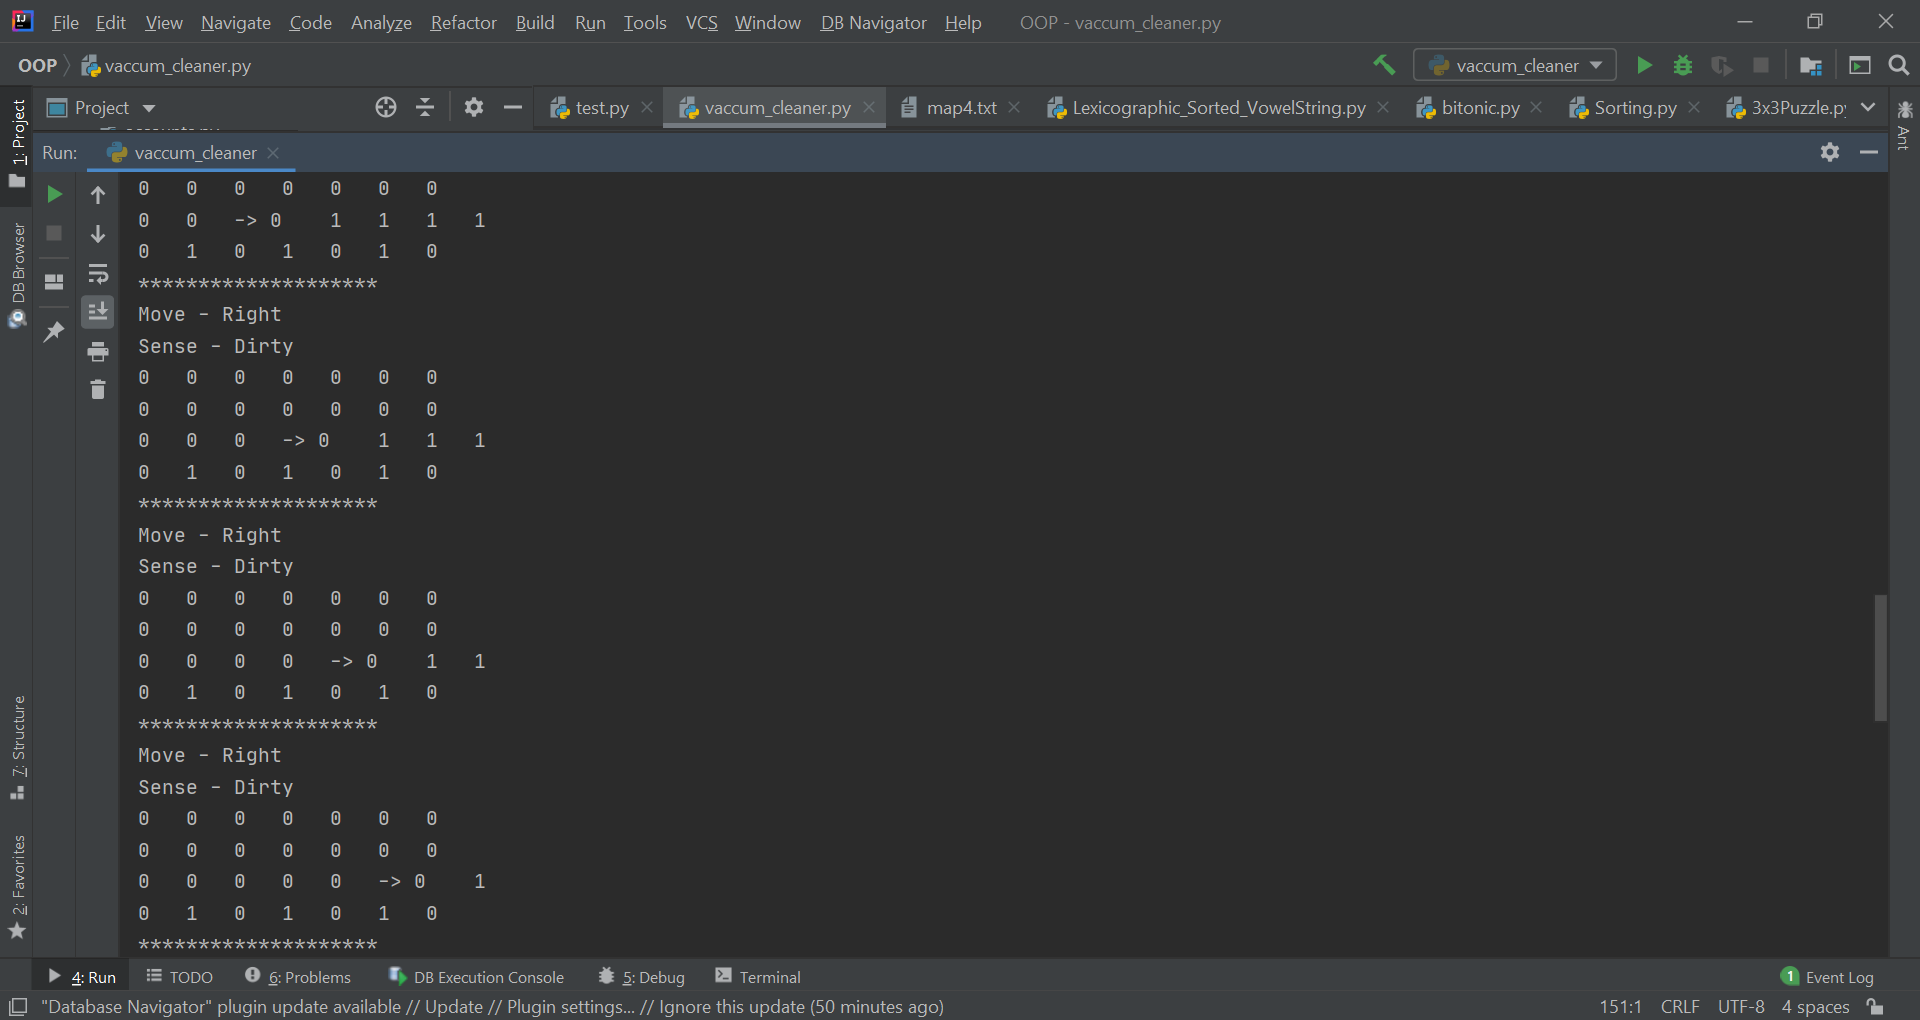 File Edit View Navigate Code Analyze Refactor Build Run Tools VCS Window DB Navigator Help OOP - vaccum_cleaner.py
OOP vaccum_cleaner.py vaccum_cleaner
Project test.py vaccum_cleaner.py map4.txt Lexicographic_Sorted_VowelString.py bitonic.py Sorting.py 3x3Puzzle.py
Run: vaccum_cleaner
1: Project
DB Browser
7: Structure
2: Favorites
Ant
0 0 0 0 0 0 0
0 0 -> 0 1 1 1 1
0 1 0 1 0 1 0
********************
Move - Right
Sense - Dirty
0 0 0 0 0 0 0
0 0 0 0 0 0 0
0 0 0 -> 0 1 1 1
0 1 0 1 0 1 0
********************
Move - Right
Sense - Dirty
0 0 0 0 0 0 0
0 0 0 0 0 0 0
0 0 0 0 -> 0 1 1
0 1 0 1 0 1 0
********************
Move - Right
Sense - Dirty
0 0 0 0 0 0 0
0 0 0 0 0 0 0
0 0 0 0 0 -> 0 1
0 1 0 1 0 1 0
********************
4: Run TODO 6: Problems DB Execution Console 5: Debug Terminal 1 Event Log
"Database Navigator" plugin update available // Update // Plugin settings... // Ignore this update (50 minutes ago) 151:1 CRLF UTF-8 4 spaces